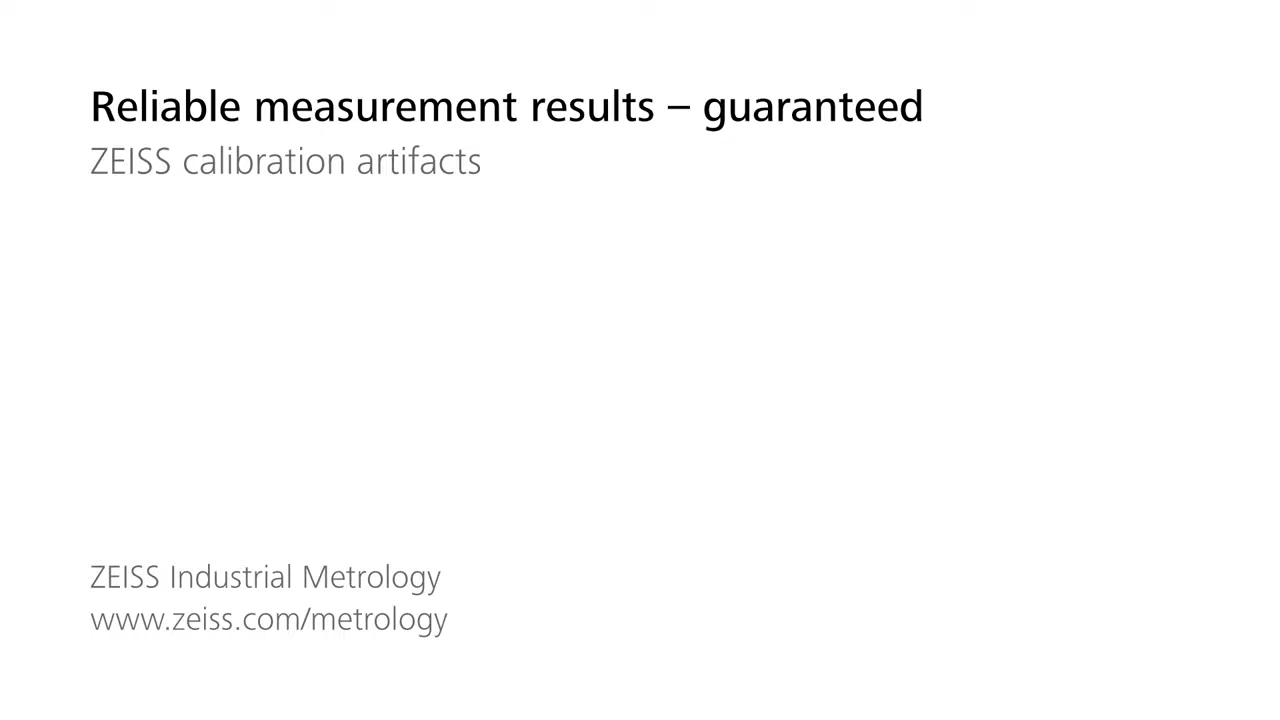 Reliable measurement results – guaranteed
ZEISS calibration artifacts
ZEISS Industrial Metrology
www.zeiss.com/metrology